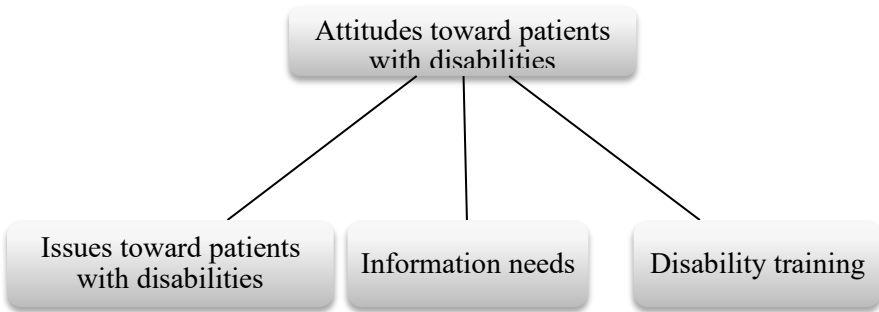 Attitudes toward patients
with disabilities
Issues toward patients
with disabilities
Information needs
Disability training